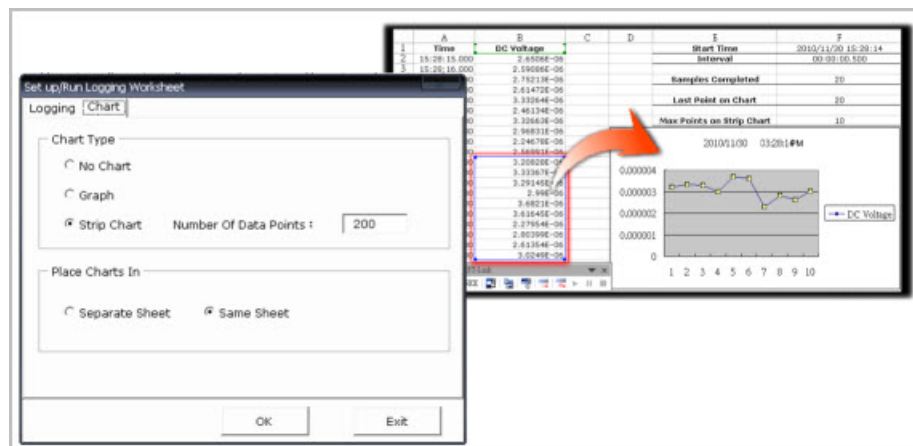 A B C D E F
1 Time DC Voltage Start Time 2010/11/30 15:28:14
2 15:28:15.000 2.6506E-06 Interval 00:00:00.500
3 15:28:16.000 2.59086E-06
2.75213E-06 Samples Completed 20
2.61472E-06
3.33264E-06 Last Point on Chart 20
2.46134E-06
3.32663E-06 Max Points on Strip Chart 10
2.96831E-06
2.24678E-06
3.20828E-06
3.33367E-06
3.29145E-06
2.99E-06
3.6821E-06
3.61645E-06
2.27954E-06
2.80399E-06
2.61354E-06
3.0249E-06
2010/11/30 03:28:14PM
0.000004
0.000003
0.000002
0.000001
0
1 2 3 4 5 6 7 8 9 10
DC Voltage
Set up/Run Logging Worksheet
Logging Chart
Chart Type
No Chart
Graph
Strip Chart Number Of Data Points : 200
Place Charts In
Separate Sheet Same Sheet
OK Exit